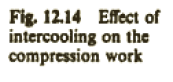 Fig. 12.14 Effect of
intercooling on the
compression work